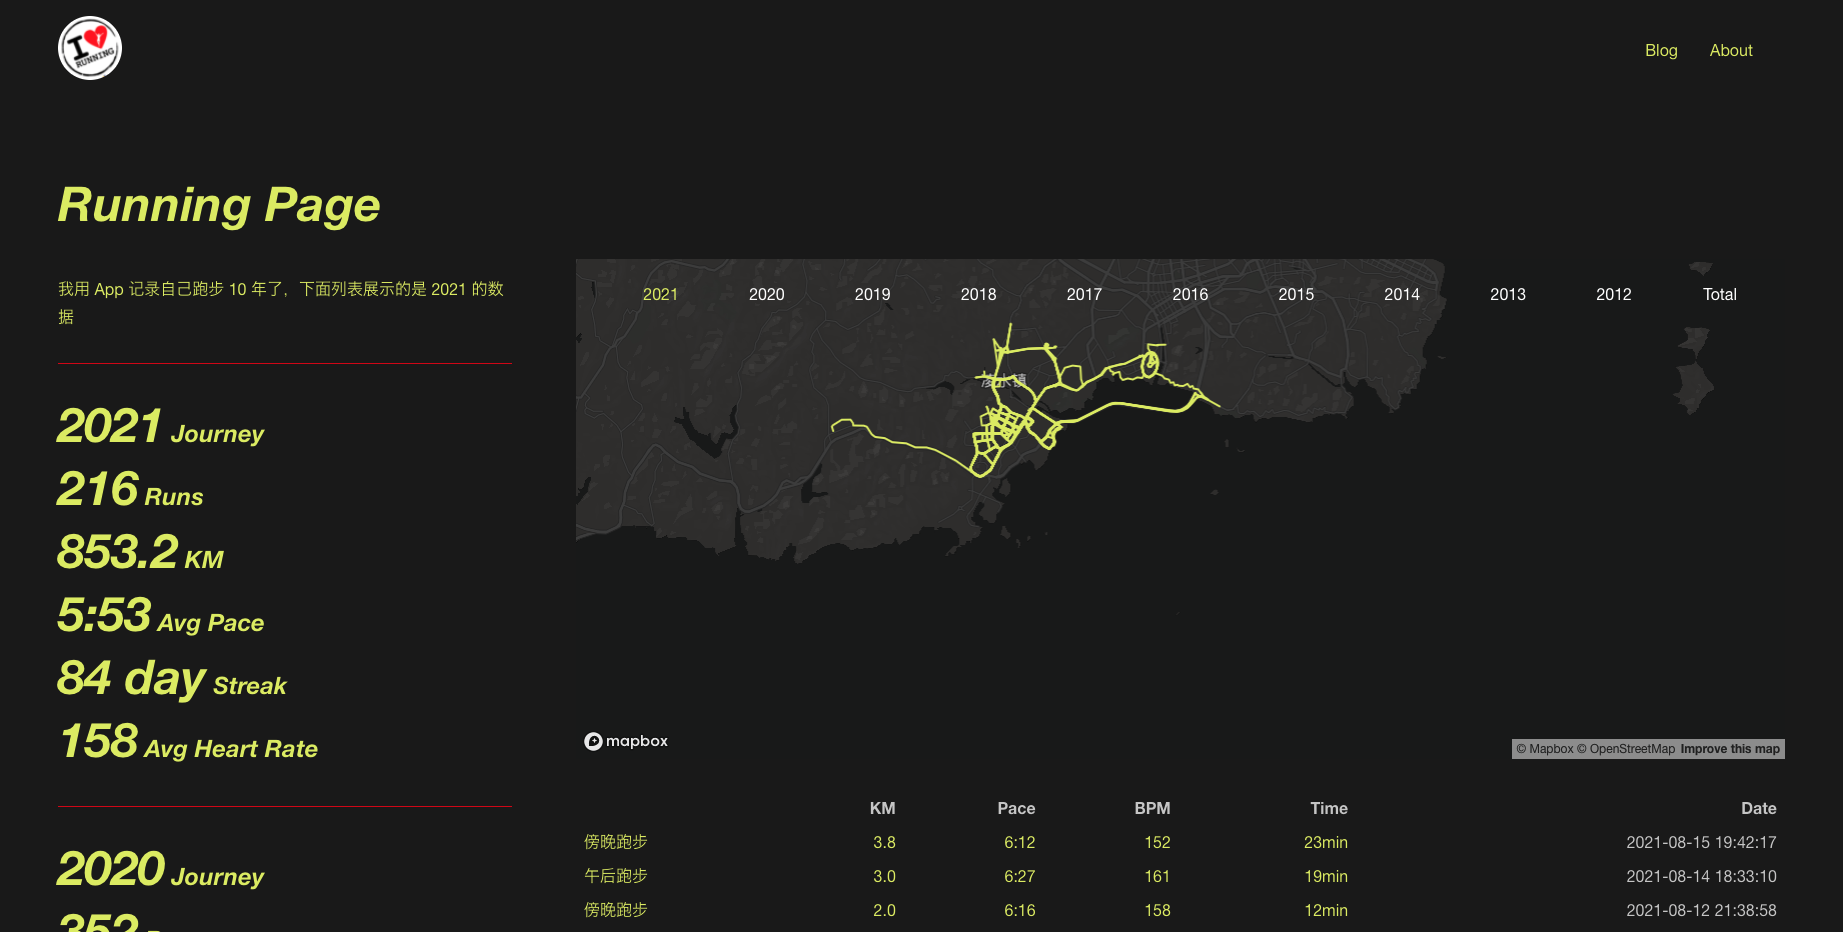 I
RUNNING
Blog About
Running Page
我用 App 记录自己跑步 10 年了，下面列表展示的是 2021 的数
据
2021 2020 2019 2018 2017 2016 2015 2014 2013 2012 Total
凌水镇
2021 Journey
216 Runs
853.2 KM
5:53 Avg Pace
84 day Streak
158 Avg Heart Rate
2020 Journey
352
mapbox
© Mapbox © OpenStreetMap Improve this map
KM Pace BPM Time Date
傍晚跑步 3.8 6:12 152 23min 2021-08-15 19:42:17
午后跑步 3.0 6:27 161 19min 2021-08-14 18:33:10
傍晚跑步 2.0 6:16 158 12min 2021-08-12 21:38:58